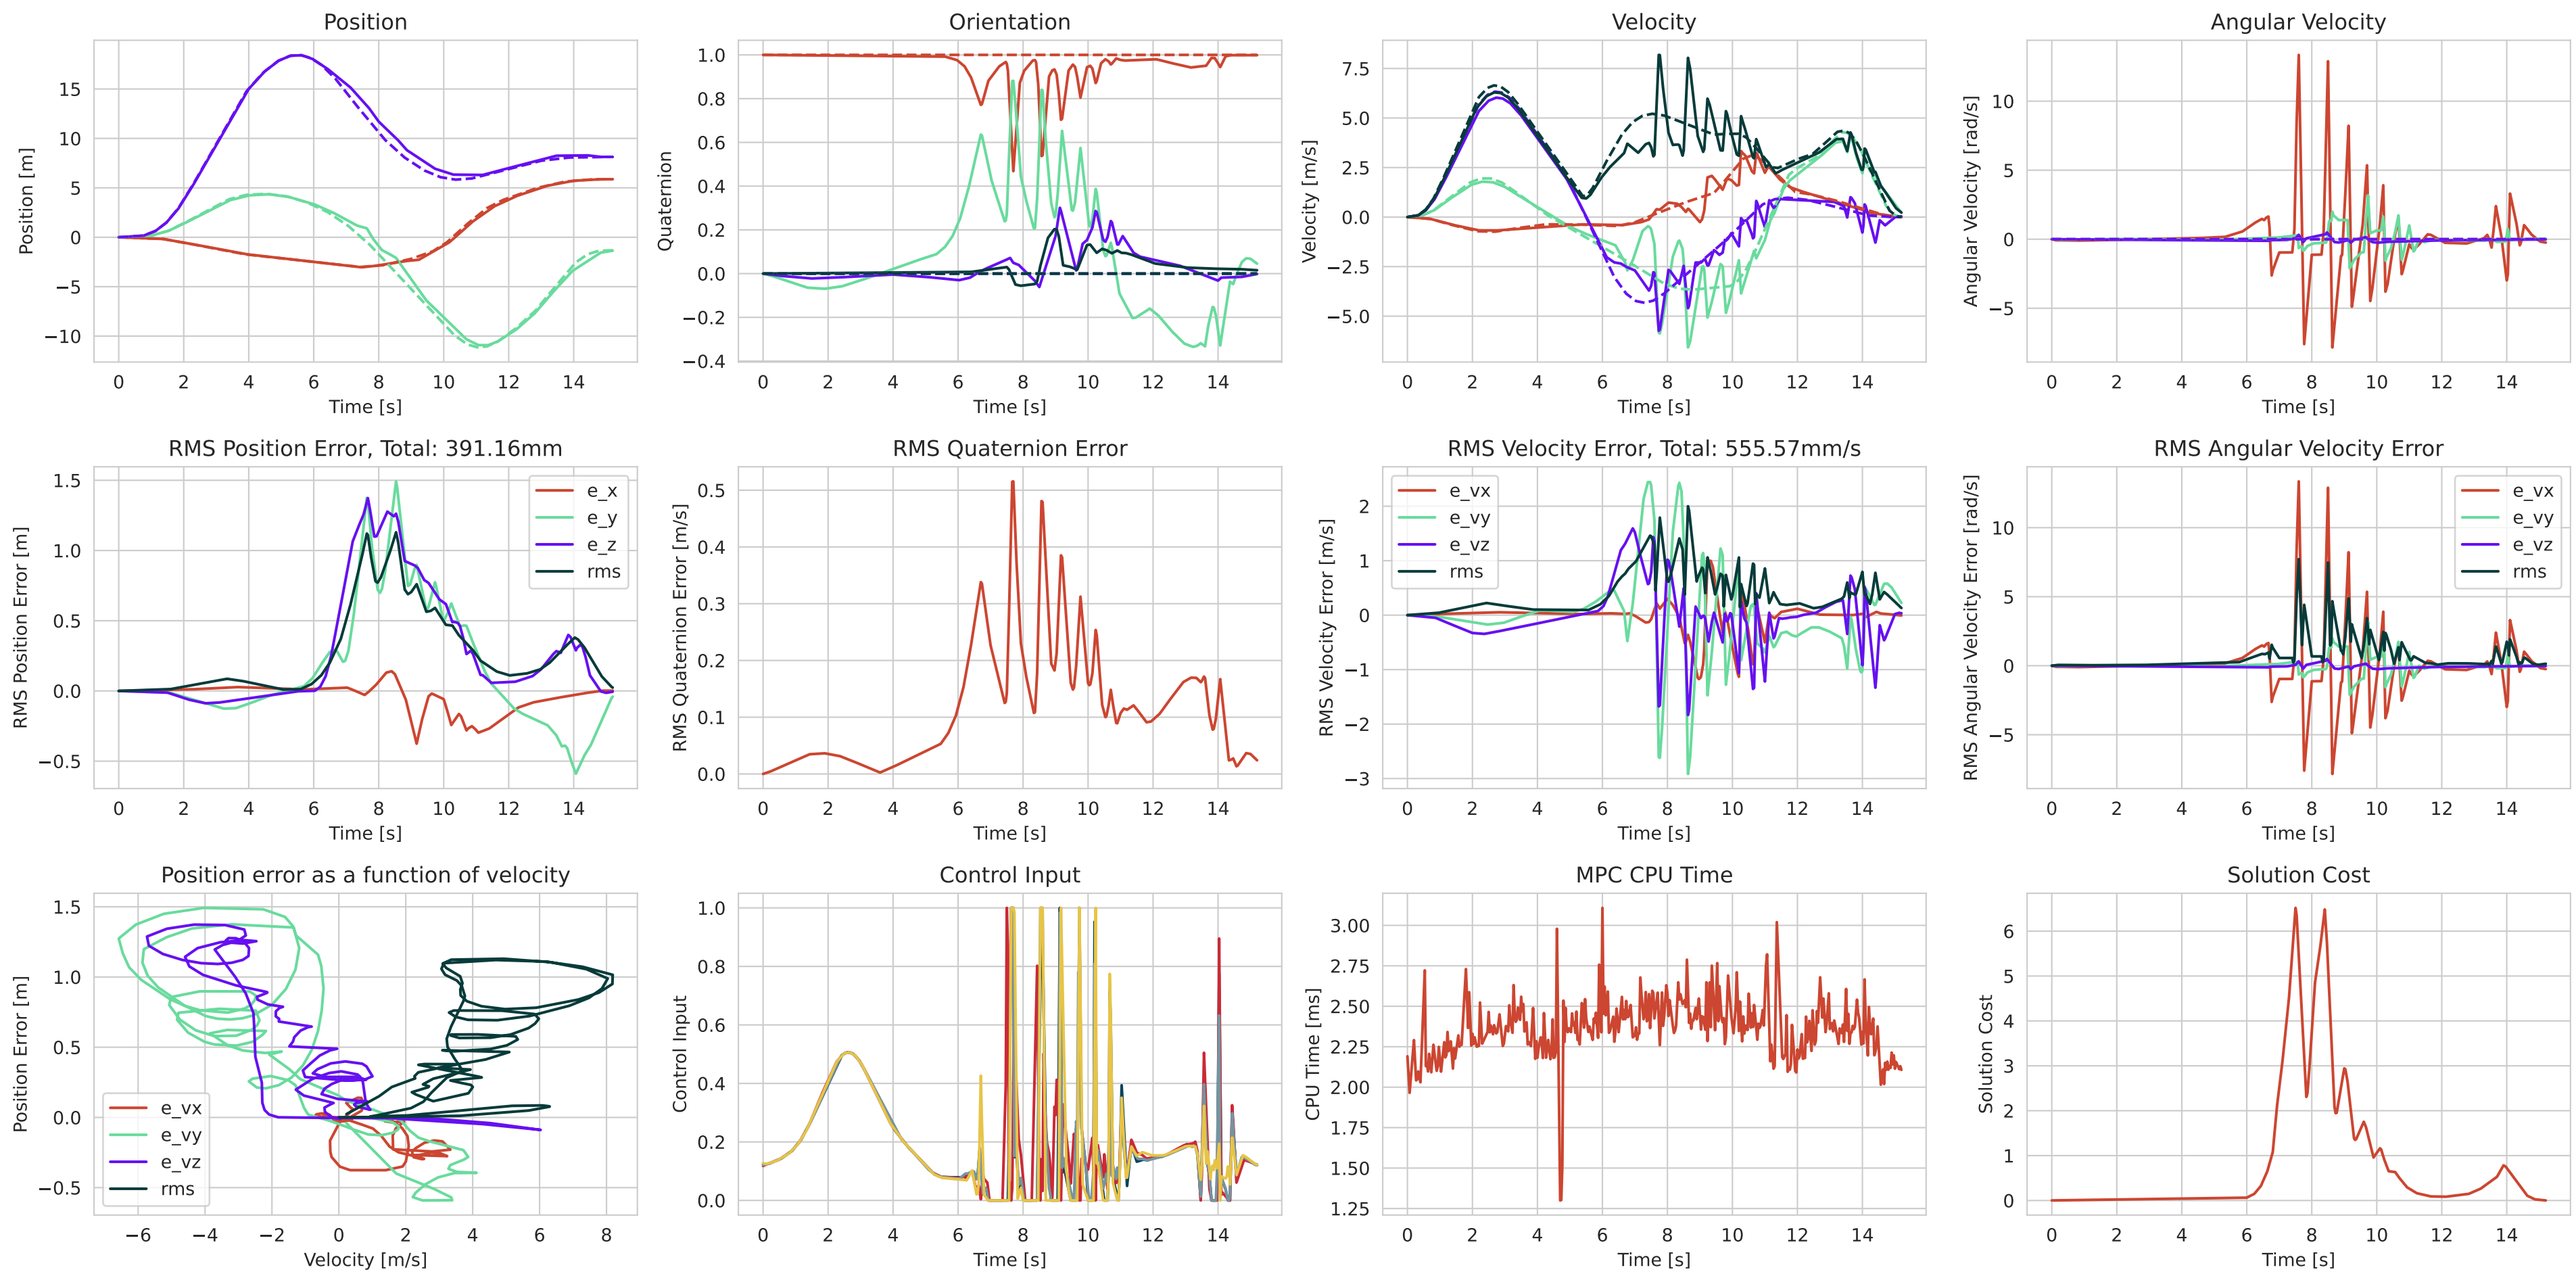 Position
Position [m]
15
10
5
0
−5
−10
0 2 4 6 8 10 12 14
Time [s]
Orientation
Quaternion
1.0
0.8
0.6
0.4
0.2
0.0
−0.2
−0.4
0 2 4 6 8 10 12 14
Time [s]
Velocity
Velocity [m/s]
7.5
5.0
2.5
0.0
−2.5
−5.0
0 2 4 6 8 10 12 14
Time [s]
Angular Velocity
Angular Velocity [rad/s]
10
5
0
−5
0 2 4 6 8 10 12 14
Time [s]
RMS Position Error, Total: 391.16mm
RMS Position Error [m]
1.5
1.0
0.5
0.0
−0.5
e_x
e_y
e_z
rms
0 2 4 6 8 10 12 14
Time [s]
RMS Quaternion Error
RMS Quaternion Error [m/s]
0.5
0.4
0.3
0.2
0.1
0.0
0 2 4 6 8 10 12 14
Time [s]
RMS Velocity Error, Total: 555.57mm/s
RMS Velocity Error [m/s]
2
1
0
−1
−2
−3
e_vx
e_vy
e_vz
rms
0 2 4 6 8 10 12 14
Time [s]
RMS Angular Velocity Error
RMS Angular Velocity Error [rad/s]
10
5
0
−5
e_vx
e_vy
e_vz
rms
0 2 4 6 8 10 12 14
Time [s]
Position error as a function of velocity
Position Error [m]
1.5
1.0
0.5
0.0
−0.5
e_vx
e_vy
e_vz
rms
−6 −4 −2 0 2 4 6 8
Velocity [m/s]
Control Input
Control Input
1.0
0.8
0.6
0.4
0.2
0.0
0 2 4 6 8 10 12 14
Time [s]
MPC CPU Time
CPU Time [ms]
3.00
2.75
2.50
2.25
2.00
1.75
1.50
1.25
0 2 4 6 8 10 12 14
Time [s]
Solution Cost
Solution Cost
6
5
4
3
2
1
0
0 2 4 6 8 10 12 14
Time [s]